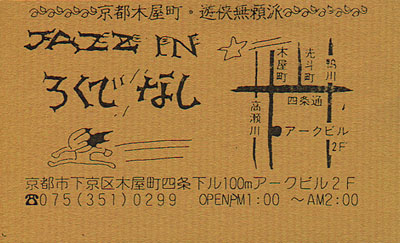 京都木屋町・遊侠無頼派
JAZZ IN
ろくでなし
木屋町
先斗町
鴨川
四条通
高瀬川
アークビル
2F
京都市下京区木屋町四条下ル100mアークビル2F
☎075(351)0299 OPEN PM1:00 〜AM2:00